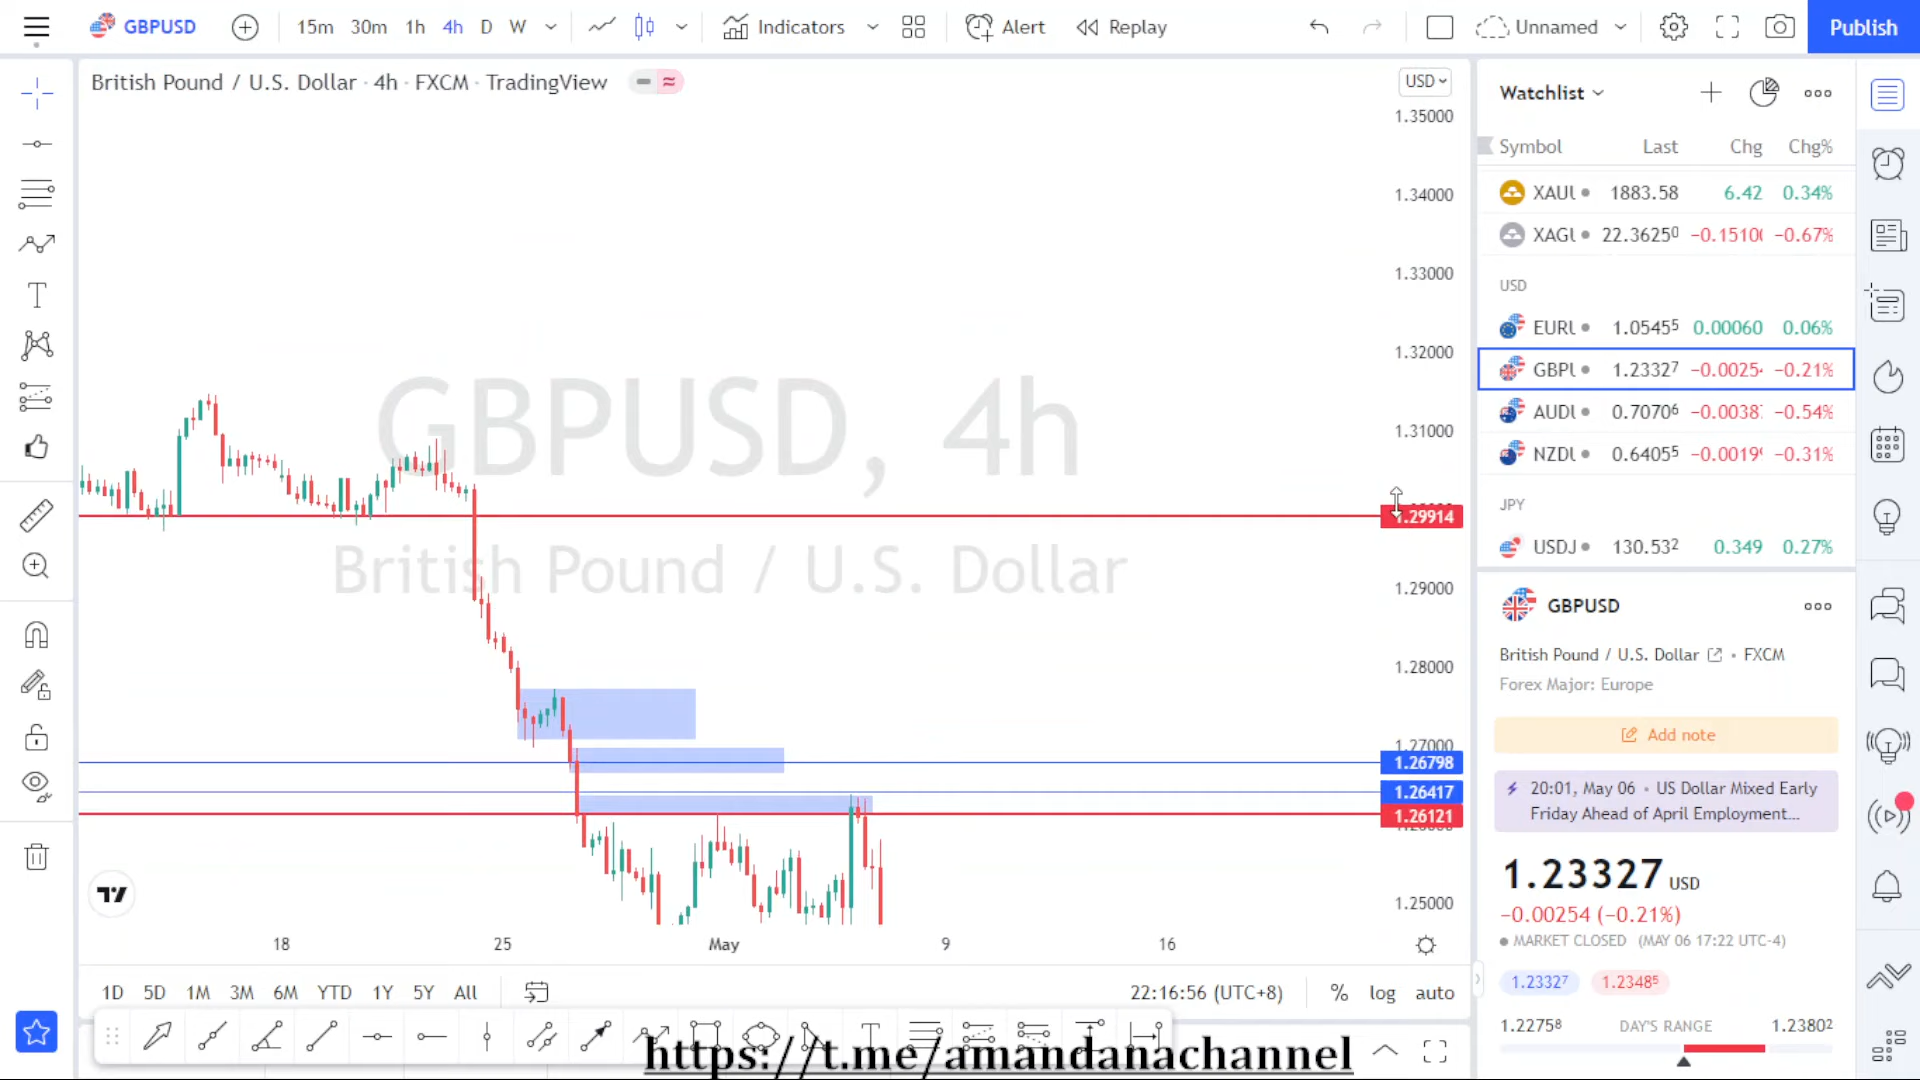 GBPUSD 15m 30m 1h 4h D W Indicators Alert Replay Unnamed Publish
British Pound / U.S. Dollar · 4h · FXCM · TradingView
USD
1.35000
1.34000
1.33000
1.32000
1.31000
1.29914
1.29000
1.28000
1.27000
1.26798
1.26417
1.26121
1.25000
GBPUSD, 4h
British Pound / U.S. Dollar
18 25 May 9 16
1D 5D 1M 3M 6M YTD 1Y 5Y All 22:16:56 (UTC+8) % log auto
https://t.me/amandanachannel
Watchlist
Symbol Last Chg Chg%
XAUU 1883.58 6.42 0.34%
XAGU 22.36250 −0.1510 −0.67%
USD
EURU 1.05455 0.00060 0.06%
GBPU 1.23327 −0.0025 −0.21%
AUDU 0.70706 −0.0038 −0.54%
NZDU 0.64055 −0.0019 −0.31%
JPY
USDJ 130.532 0.349 0.27%
GBPUSD
British Pound / U.S. Dollar · FXCM
Forex Major: Europe
Add note
20:01, May 06 · US Dollar Mixed Early
Friday Ahead of April Employment...
1.23327 USD
−0.00254 (−0.21%)
MARKET CLOSED (MAY 06 17:22 UTC-4)
1.23327 1.23485
1.22758 DAY'S RANGE 1.23802